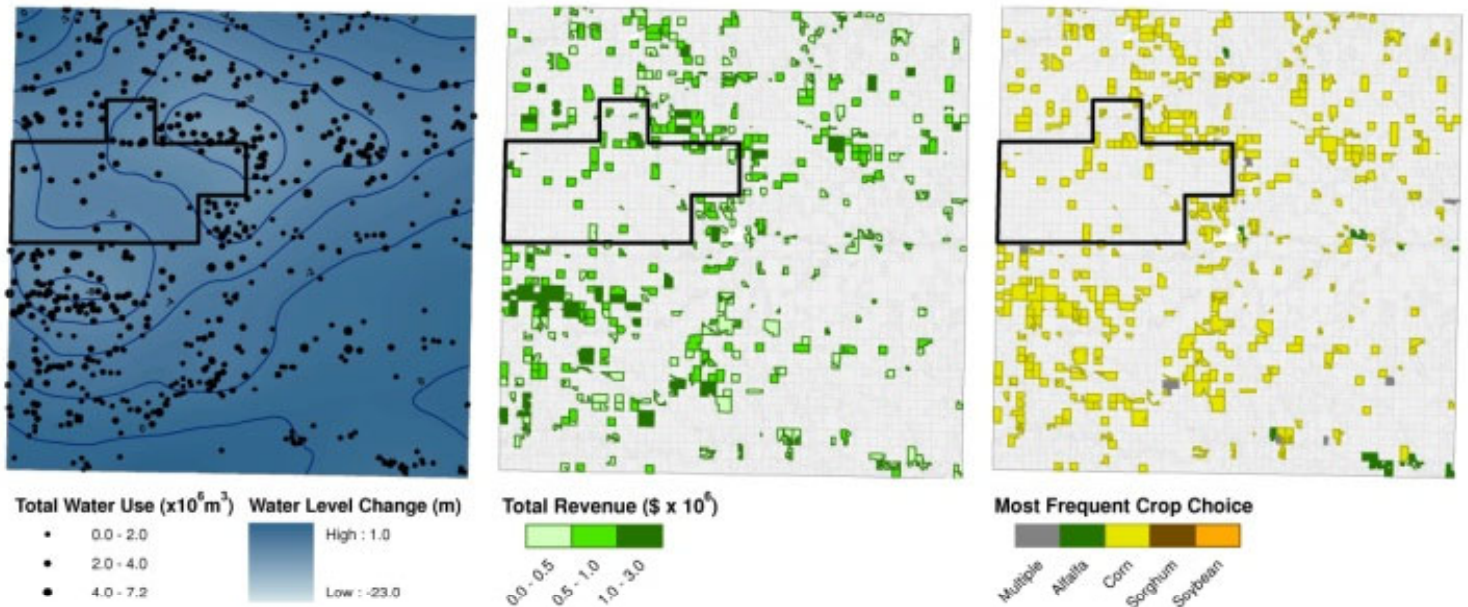 Total Water Use (x10⁶m³)
0.0 - 2.0
2.0 - 4.0
4.0 - 7.2
Water Level Change (m)
High : 1.0
Low : -23.0
Total Revenue ($ x 10⁶)
0.0 - 0.5
0.5 - 1.0
1.0 - 3.0
Most Frequent Crop Choice
Multiple
Alfalfa
Corn
Sorghum
Soybean